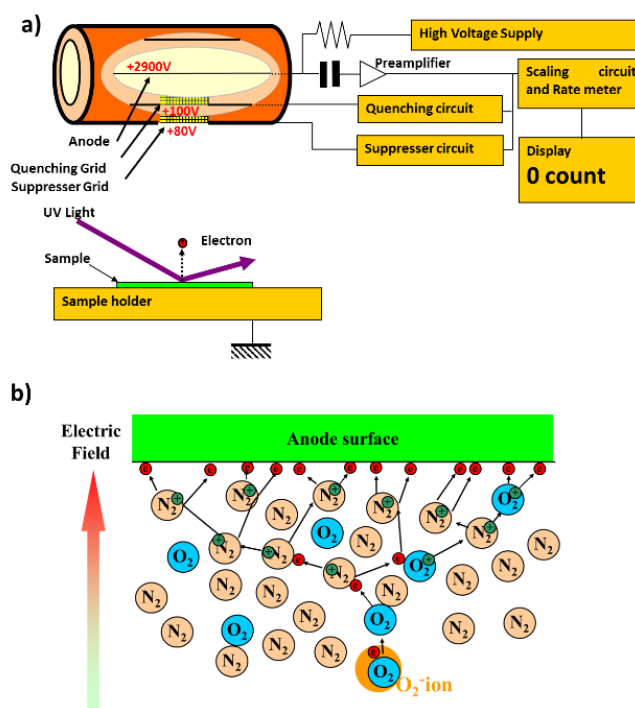 a)
High Voltage Supply
+2900V
Preamplifier
Scaling circuit
and Rate meter
+100V
Quenching circuit
+80V
Anode
Suppresser circuit
Display
0 count
Quenching Grid
Suppresser Grid
UV Light
Electron
Sample
Sample holder
b)
Electric
Field
Anode surface
e e e e e e e e e e e e
N₂ + N₂ + N₂ + N₂ + N₂ + O₂ +
N₂ N₂ O₂ N₂
O₂ N₂ + N₂ + e N₂ + e O₂ + N₂ +
N₂ N₂ N₂ N₂ e N₂
N₂ O₂ N₂ N₂ O₂ N₂ N₂
N₂ e O₂
O₂⁻ion